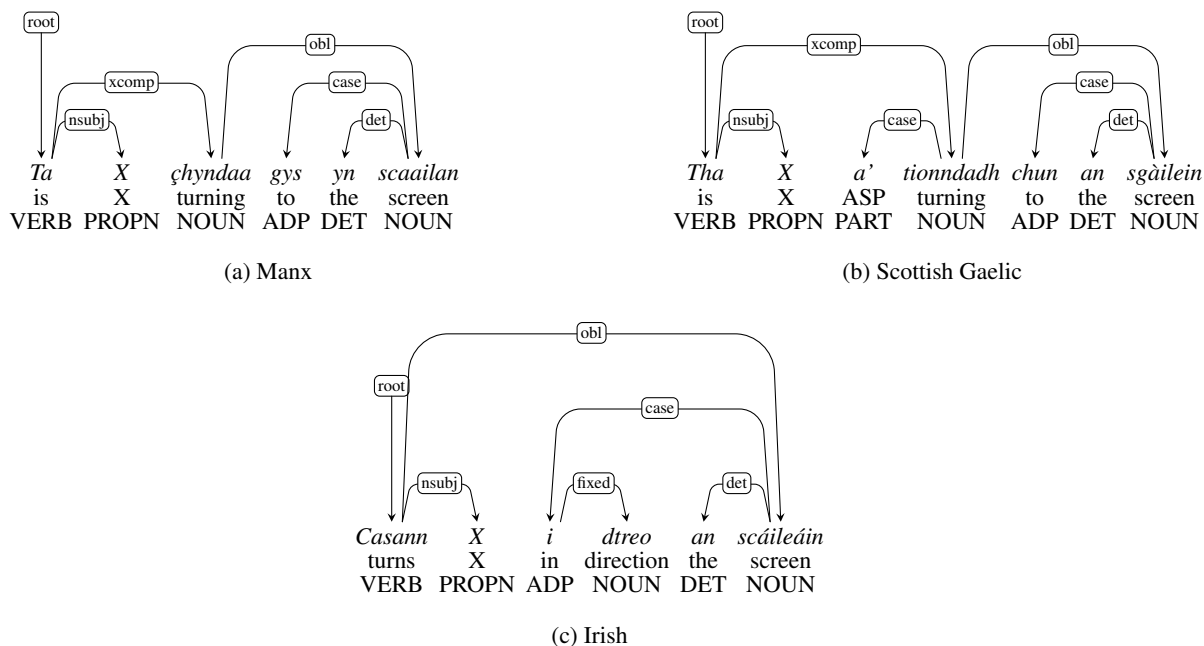 root
obl
xcomp
case
nsubj
det
Ta X çhyndaa gys yn scaailan
is X turning to the screen
VERB PROPN NOUN ADP DET NOUN
(a) Manx
root
xcomp
obl
case
nsubj
case
det
Tha X a’ tionndadh chun an sgàilein
is X ASP turning to the screen
VERB PROPN PART NOUN ADP DET NOUN
(b) Scottish Gaelic
obl
root
case
nsubj
fixed
det
Casann X i dtreo an scáileáin
turns X in direction the screen
VERB PROPN ADP NOUN DET NOUN
(c) Irish